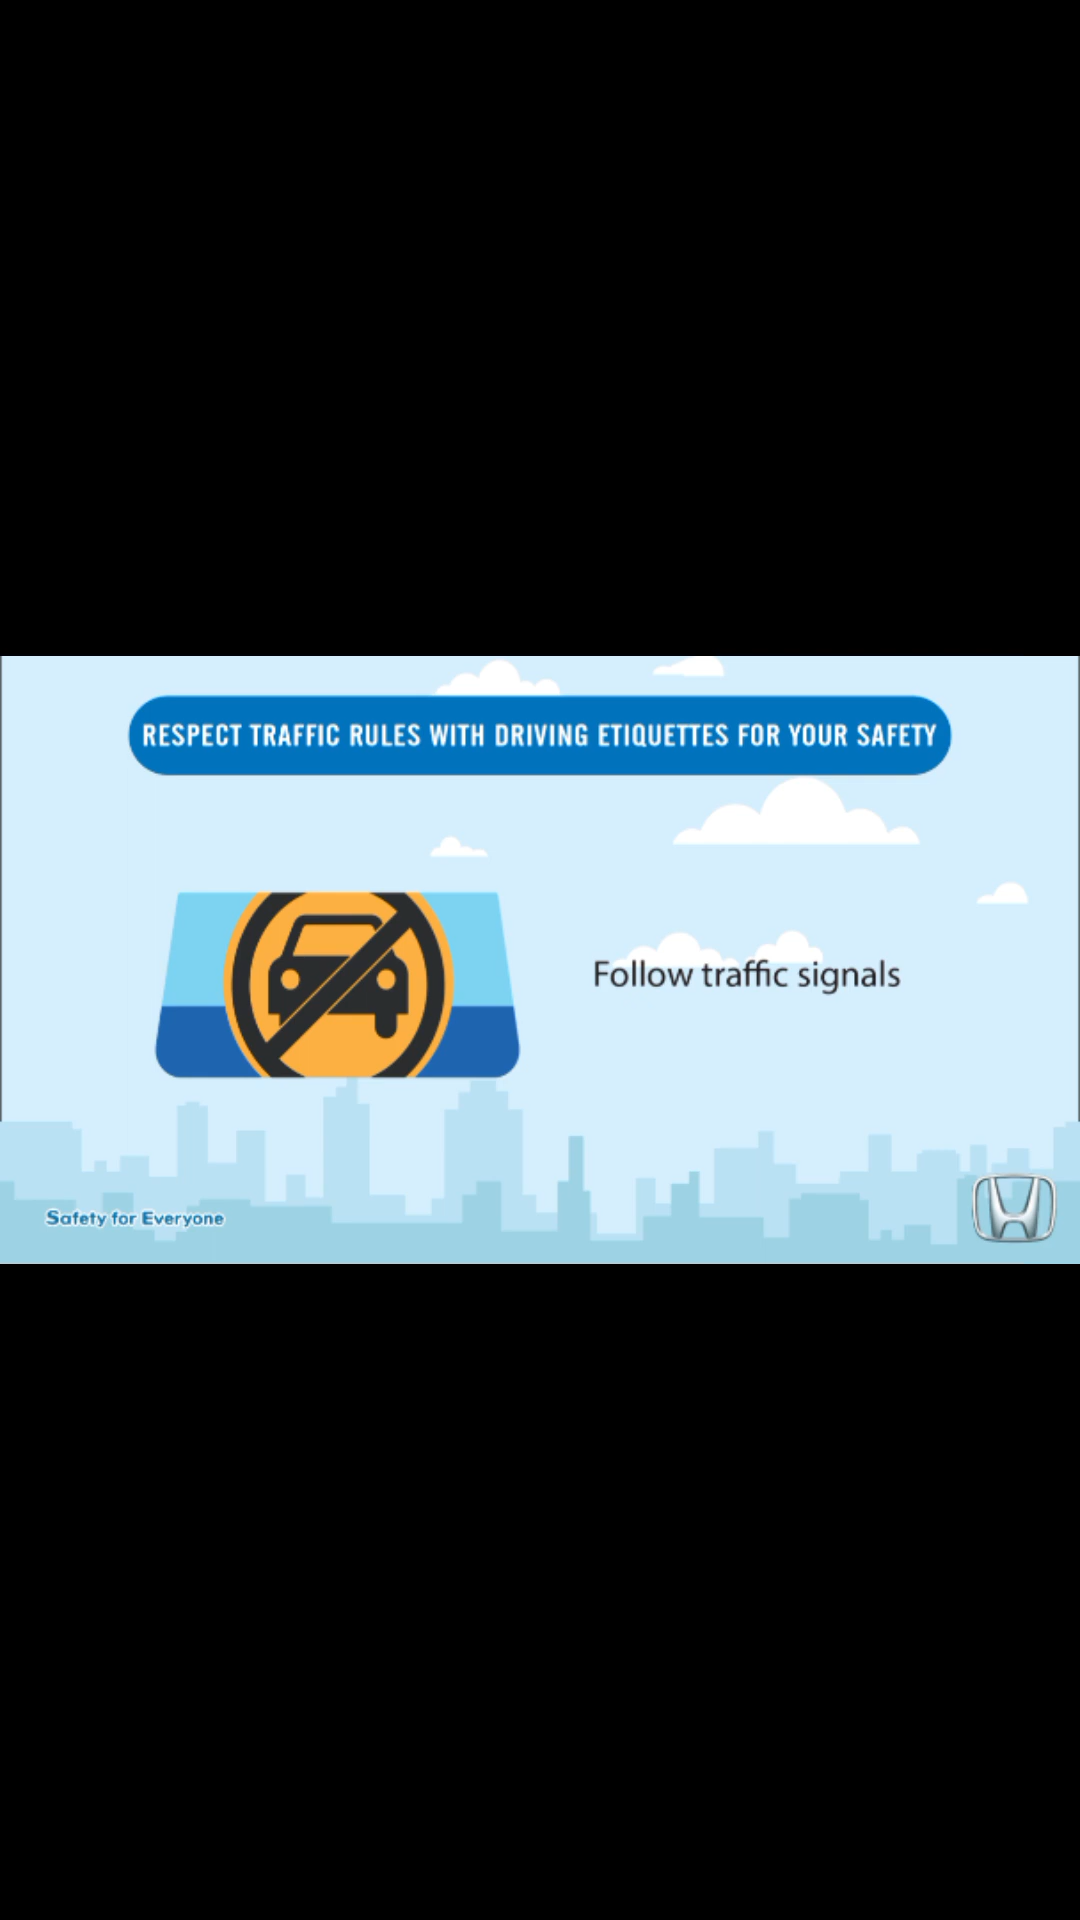 RESPECT TRAFFIC RULES WITH DRIVING ETIQUETTES FOR YOUR SAFETY
Follow traffic signals
Safety for Everyone